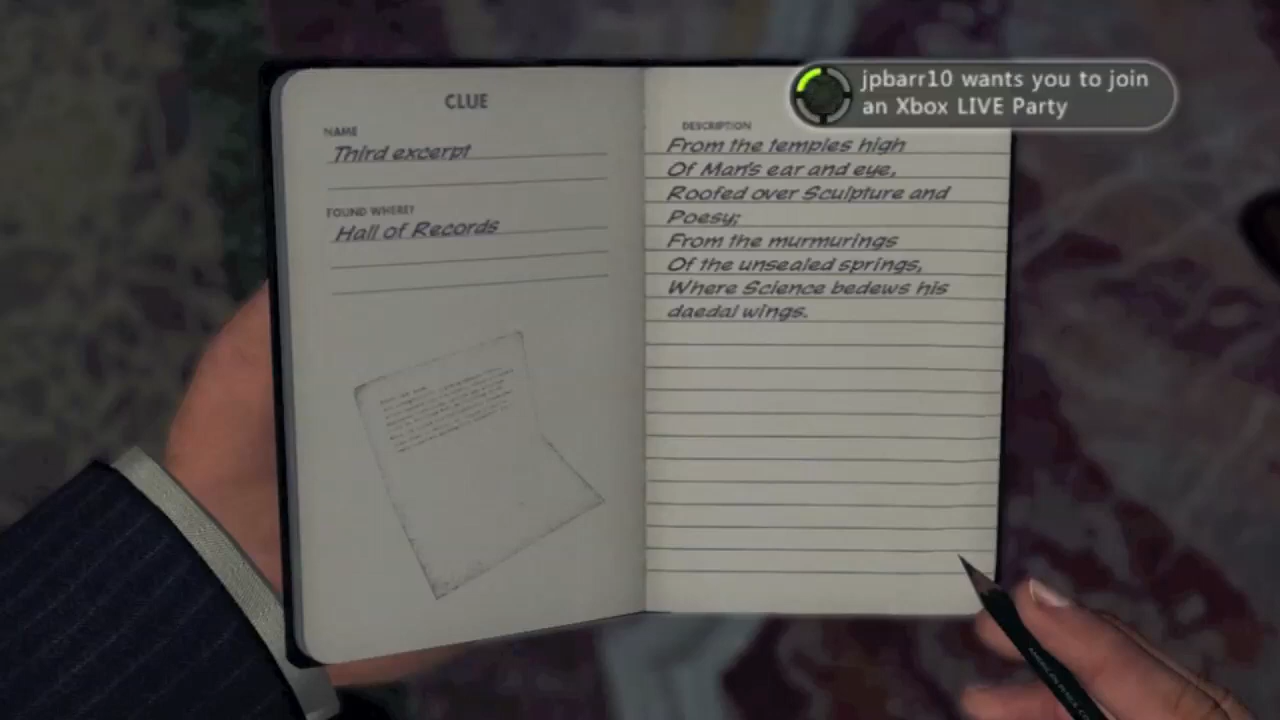 CLUE
NAME
Third excerpt
FOUND WHERE?
Hall of Records
jpbarr10 wants you to join
an Xbox LIVE Party
DESCRIPTION
From the temples high
Of Man's ear and eye,
Roofed over Sculpture and
Poesy;
From the murmurings
Of the unsealed springs,
Where Science bedews his
daedal wings.